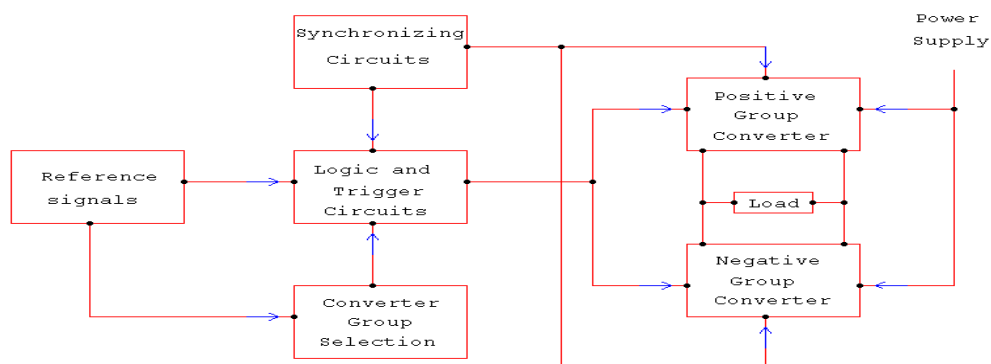 Synchronizing
Circuits
Power
Supply
Positive
Group
Converter
Reference
signals
Logic and
Trigger
Circuits
Load
Negative
Group
Converter
Converter
Group
Selection